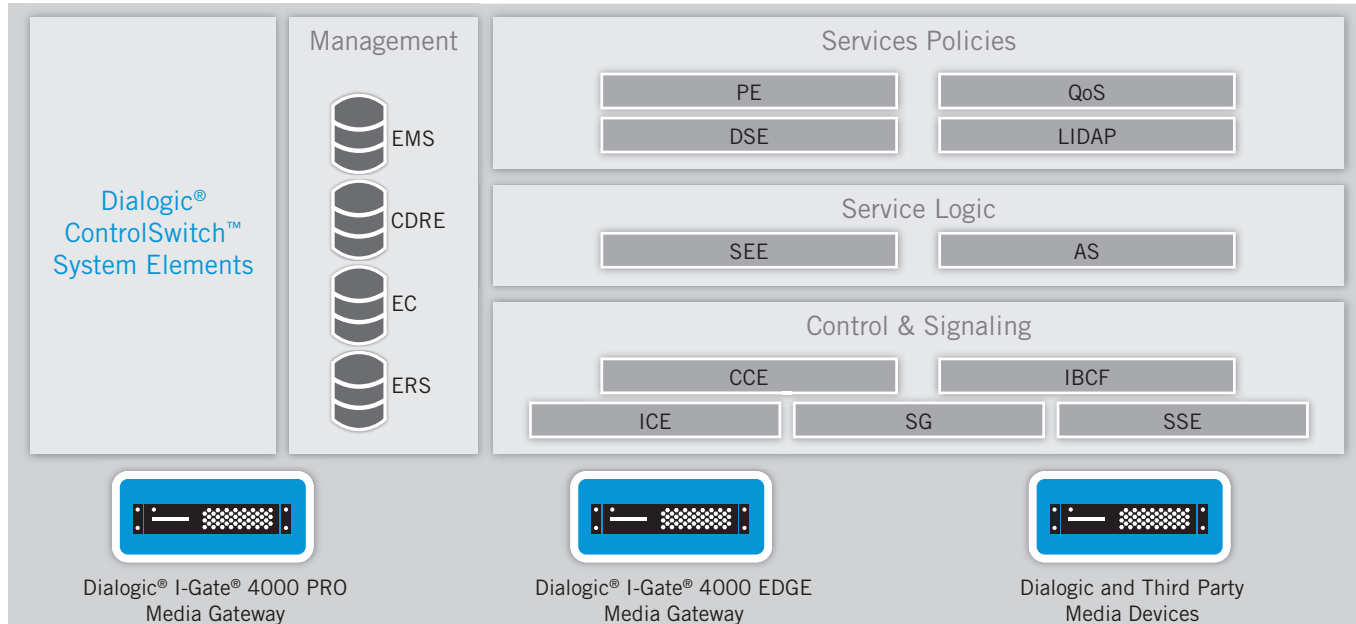 Dialogic®
ControlSwitch™
System Elements
Management
EMS
CDRE
EC
ERS
Services Policies
PE
QoS
DSE
LIDAP
Service Logic
SEE
AS
Control & Signaling
CCE
IBCF
ICE
SG
SSE
Dialogic® I-Gate® 4000 PRO
Media Gateway
Dialogic® I-Gate® 4000 EDGE
Media Gateway
Dialogic and Third Party
Media Devices